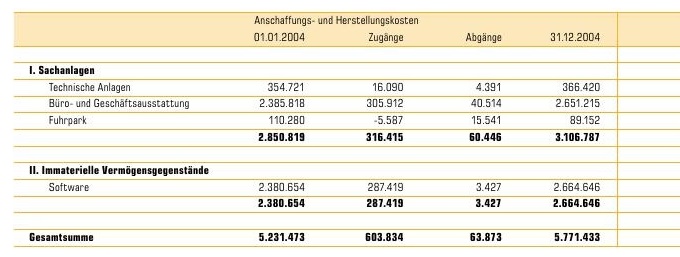 Anschaffungs- und Herstellungskosten
01.01.2004 Zugänge Abgänge 31.12.2004
I. Sachanlagen
Technische Anlagen 354.721 16.090 4.391 366.420
Büro- und Geschäftsausstattung 2.385.818 305.912 40.514 2.651.215
Fuhrpark 110.280 -5.587 15.541 89.152
2.850.819 316.415 60.446 3.106.787
II. Immaterielle Vermögensgegenstände
Software 2.380.654 287.419 3.427 2.664.646
2.380.654 287.419 3.427 2.664.646
Gesamtsumme 5.231.473 603.834 63.873 5.771.433